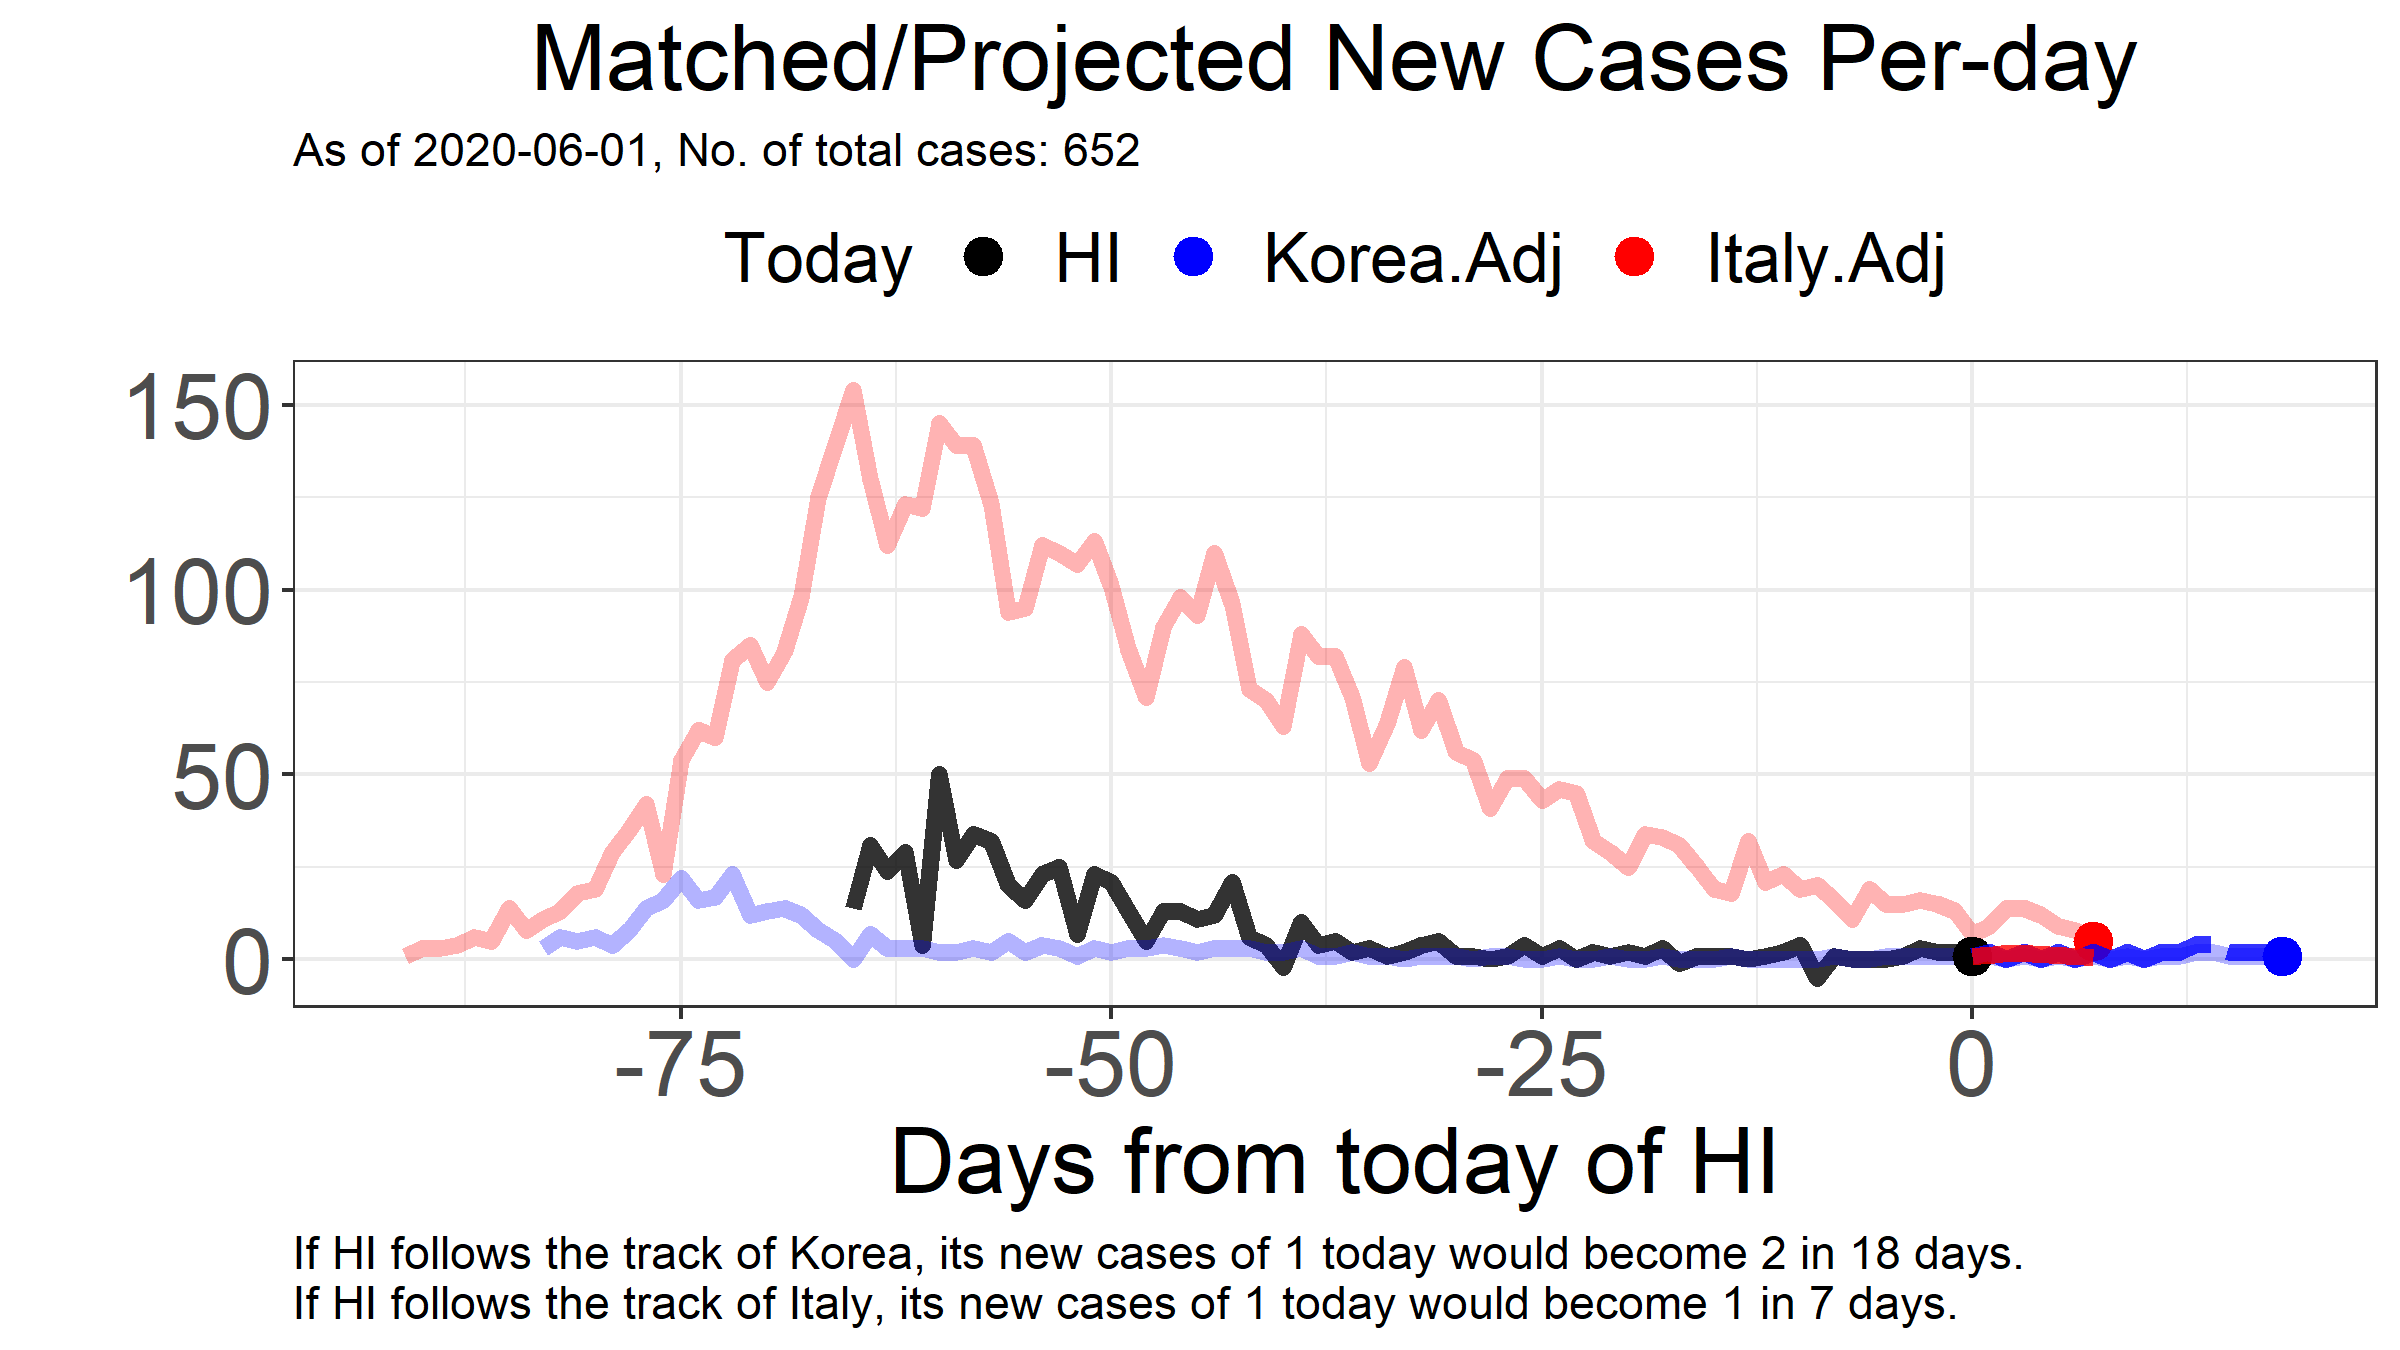 Matched/Projected New Cases Per-day
As of 2020-06-01, No. of total cases: 652
Today HI Korea.Adj Italy.Adj
150
100
50
0
-75 -50 -25 0
Days from today of HI
If HI follows the track of Korea, its new cases of 1 today would become 2 in 18 days.
If HI follows the track of Italy, its new cases of 1 today would become 1 in 7 days.